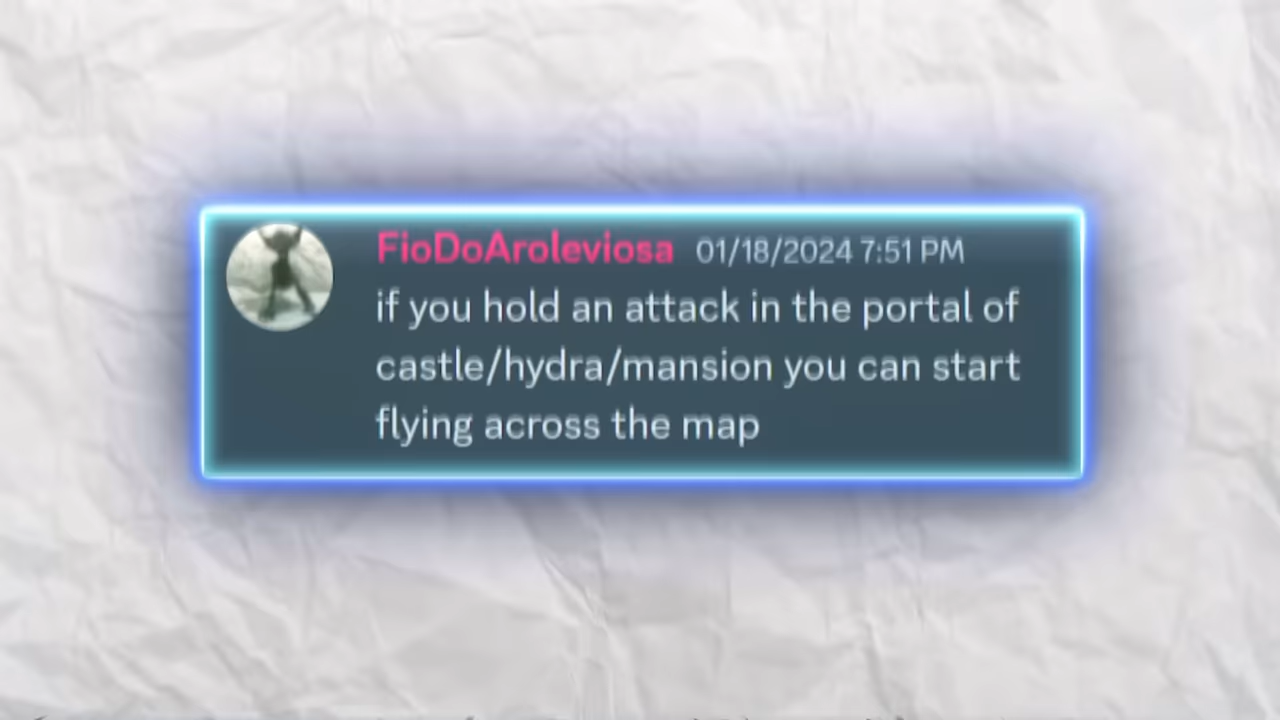 FioDoAroleviosa 01/18/2024 7:51 PM
if you hold an attack in the portal of
castle/hydra/mansion you can start
flying across the map